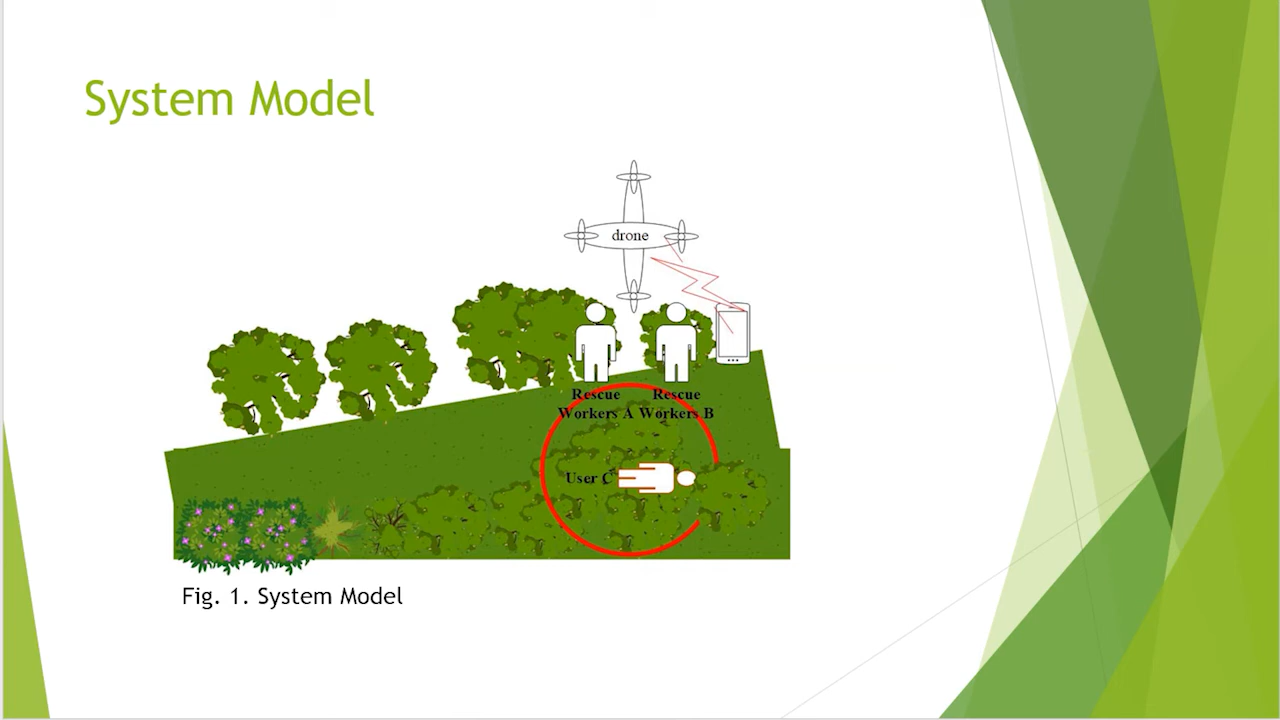 System Model
drone
Rescue
Workers A
Rescue
Workers B
User C
Fig. 1. System Model